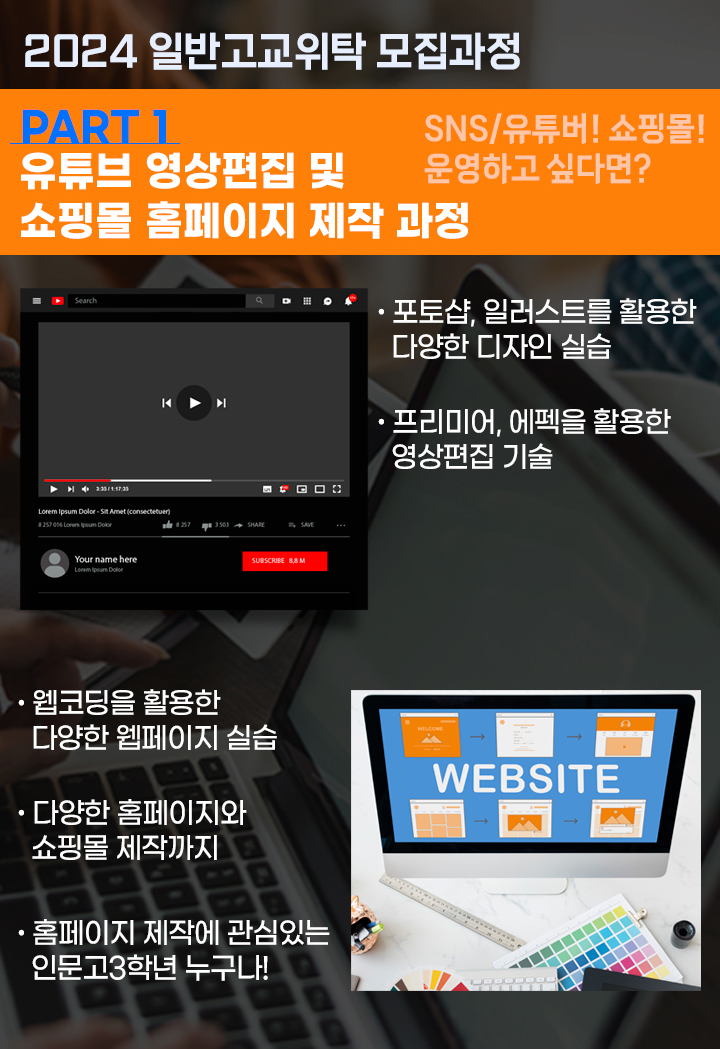 2024 일반고교위탁 모집과정
PART 1
유튜브 영상편집 및
쇼핑몰 홈페이지 제작 과정
SNS/유튜버! 쇼핑몰!
운영하고 싶다면?
Search
3:35 / 1:17:35
Lorem Ipsum Dolor - Sit Amet (consectetuer)
8 257 016 Lorem Ipsum Dolor
8 257
3 503
SHARE
SAVE
Your name here
Lorem Ipsum Dolor
SUBSCRIBE 8,8 M
• 포토샵, 일러스트를 활용한
다양한 디자인 실습
• 프리미어, 에펙을 활용한
영상편집 기술
• 웹코딩을 활용한
다양한 웹페이지 실습
• 다양한 홈페이지와
쇼핑몰 제작까지
• 홈페이지 제작에 관심있는
인문고3학년 누구나!
WELCOME
WEBSITE